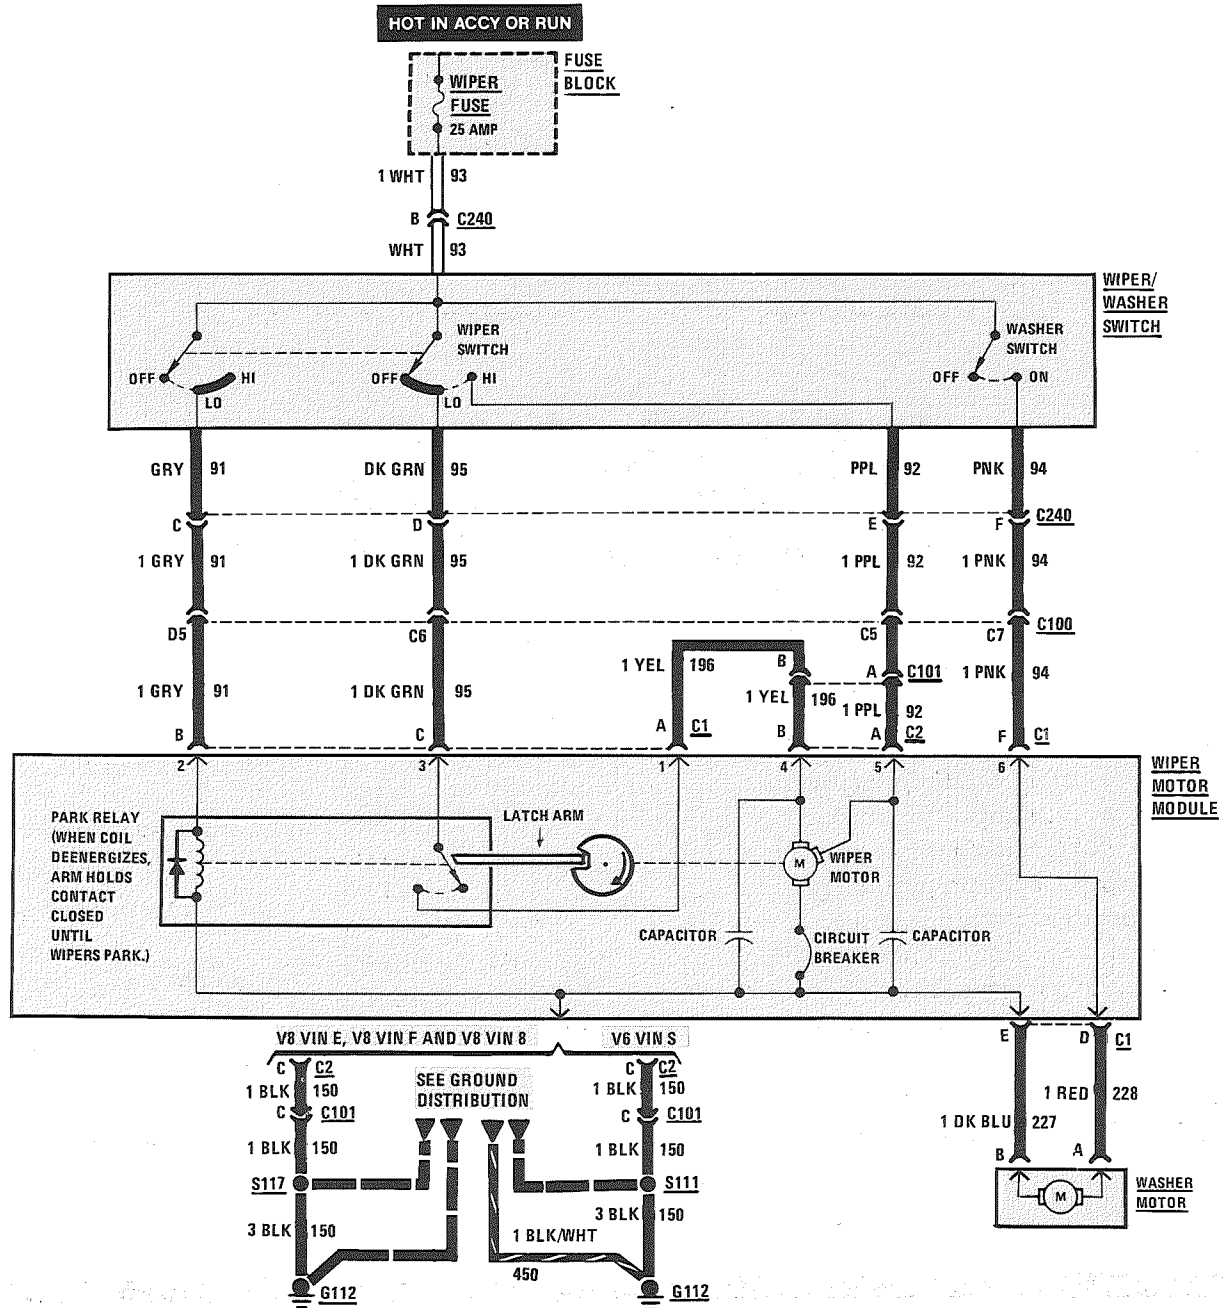 HOT IN ACCY OR RUN
FUSE
BLOCK
WIPER
FUSE
25 AMP
1 WHT 93
B C240
WHT 93
WIPER/
WASHER
SWITCH
WIPER
SWITCH
WASHER
SWITCH
OFF HI
LO
OFF HI
LO
OFF ON
GRY 91
DK GRN 95
PPL 92
PNK 94
C D E F C240
1 GRY 91
1 DK GRN 95
1 PPL 92
1 PNK 94
D5 C6 C5 C7 C100
1 YEL 196
B A C101
1 PNK 94
1 GRY 91
1 DK GRN 95
1 YEL 196
1 PPL 92
B C A C1 B A C2 F C1
2 3 1 4 5 6
WIPER
MOTOR
MODULE
PARK RELAY
(WHEN COIL
DEENERGIZES,
ARM HOLDS
CONTACT
CLOSED
UNTIL
WIPERS PARK.)
LATCH ARM
M
WIPER
MOTOR
CAPACITOR
CIRCUIT
BREAKER
CAPACITOR
V8 VIN E, V8 VIN F AND V8 VIN 8
V6 VIN S
E D C1
C C2
C C2
1 BLK 150
SEE GROUND
DISTRIBUTION
1 BLK 150
1 RED 228
C C101
C C101
1 DK BLU 227
1 BLK 150
1 BLK 150
B A
S117
S111
M
WASHER
MOTOR
3 BLK 150
1 BLK/WHT
450
3 BLK 150
G112
G112